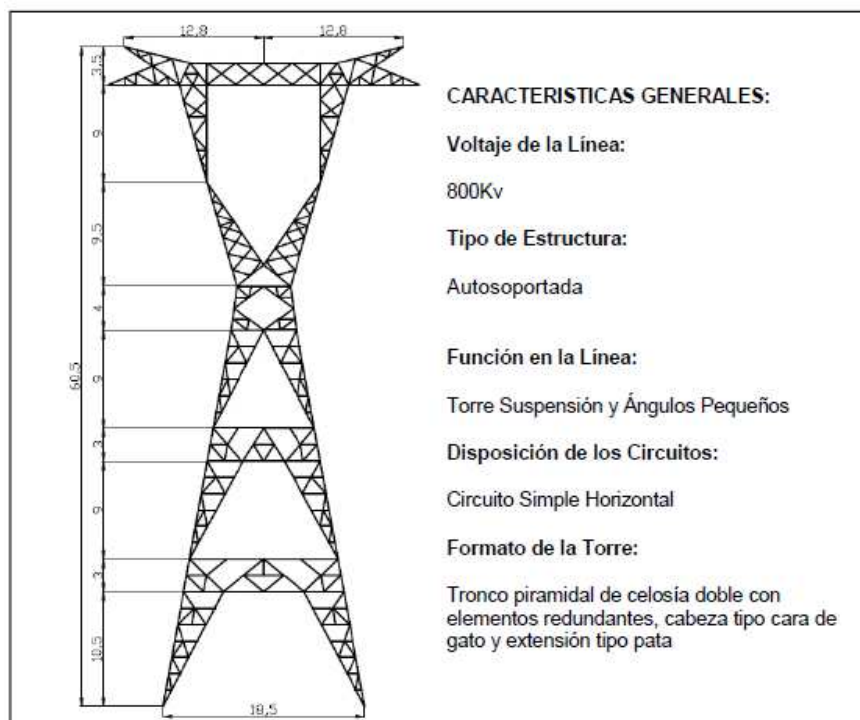 12,8 12,8
3,5
9
9,5
4
9
3
9
3
10,5
60,5
18,5
CARACTERISTICAS GENERALES:
Voltaje de la Línea:
800Kv
Tipo de Estructura:
Autosoportada
Función en la Línea:
Torre Suspensión y Ángulos Pequeños
Disposición de los Circuitos:
Circuito Simple Horizontal
Formato de la Torre:
Tronco piramidal de celosía doble con
elementos redundantes, cabeza tipo cara de
gato y extensión tipo pata